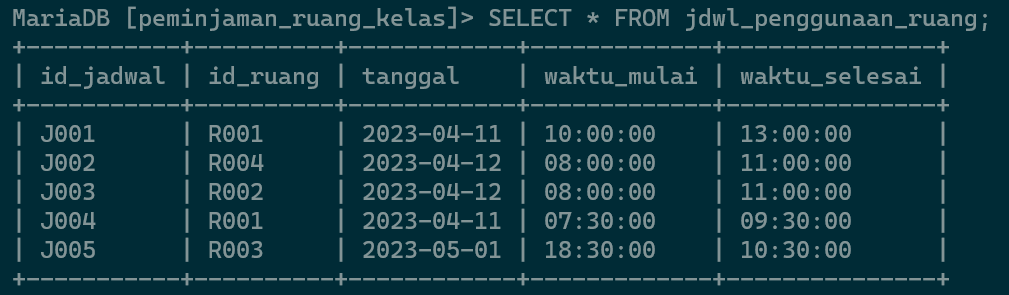 MariaDB [peminjaman_ruang_kelas]> SELECT * FROM jdwl_penggunaan_ruang;
+-----------+----------+------------+-------------+---------------+
| id_jadwal | id_ruang | tanggal    | waktu_mulai | waktu_selesai |
+-----------+----------+------------+-------------+---------------+
| J001      | R001     | 2023-04-11 | 10:00:00    | 13:00:00      |
| J002      | R004     | 2023-04-12 | 08:00:00    | 11:00:00      |
| J003      | R002     | 2023-04-12 | 08:00:00    | 11:00:00      |
| J004      | R001     | 2023-04-11 | 07:30:00    | 09:30:00      |
| J005      | R003     | 2023-05-01 | 18:30:00    | 10:30:00      |
+-----------+----------+------------+-------------+---------------+